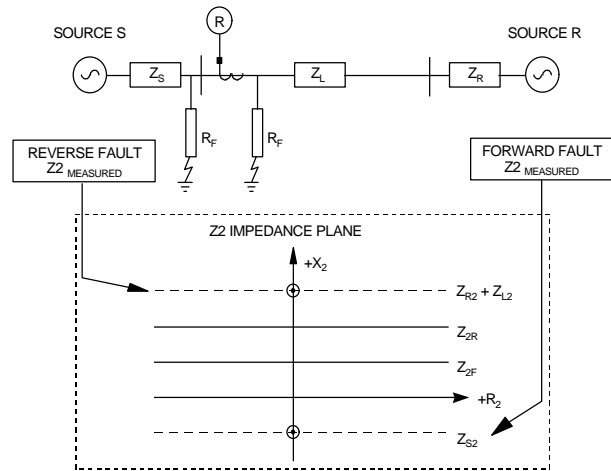 R
SOURCE S
SOURCE R
Z_S
Z_L
Z_R
R_F
R_F
REVERSE FAULT
Z2 MEASURED
FORWARD FAULT
Z2 MEASURED
Z2 IMPEDANCE PLANE
+X_2
Z_R2 + Z_L2
Z_2R
Z_2F
+R_2
Z_S2